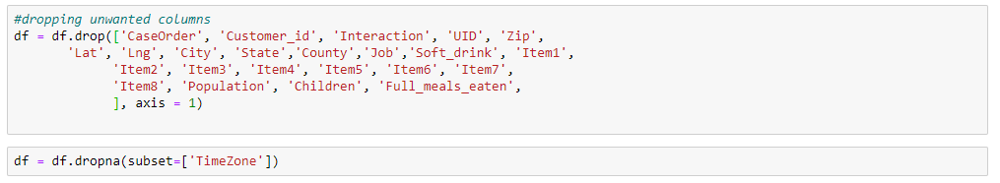 #dropping unwanted columns
df = df.drop(['CaseOrder', 'Customer_id', 'Interaction', 'UID', 'Zip',
'Lat', 'Lng', 'City', 'State','County','Job','Soft_drink', 'Item1',
'Item2', 'Item3', 'Item4', 'Item5', 'Item6', 'Item7',
'Item8', 'Population', 'Children', 'Full_meals_eaten',
], axis = 1)
df = df.dropna(subset=['TimeZone'])